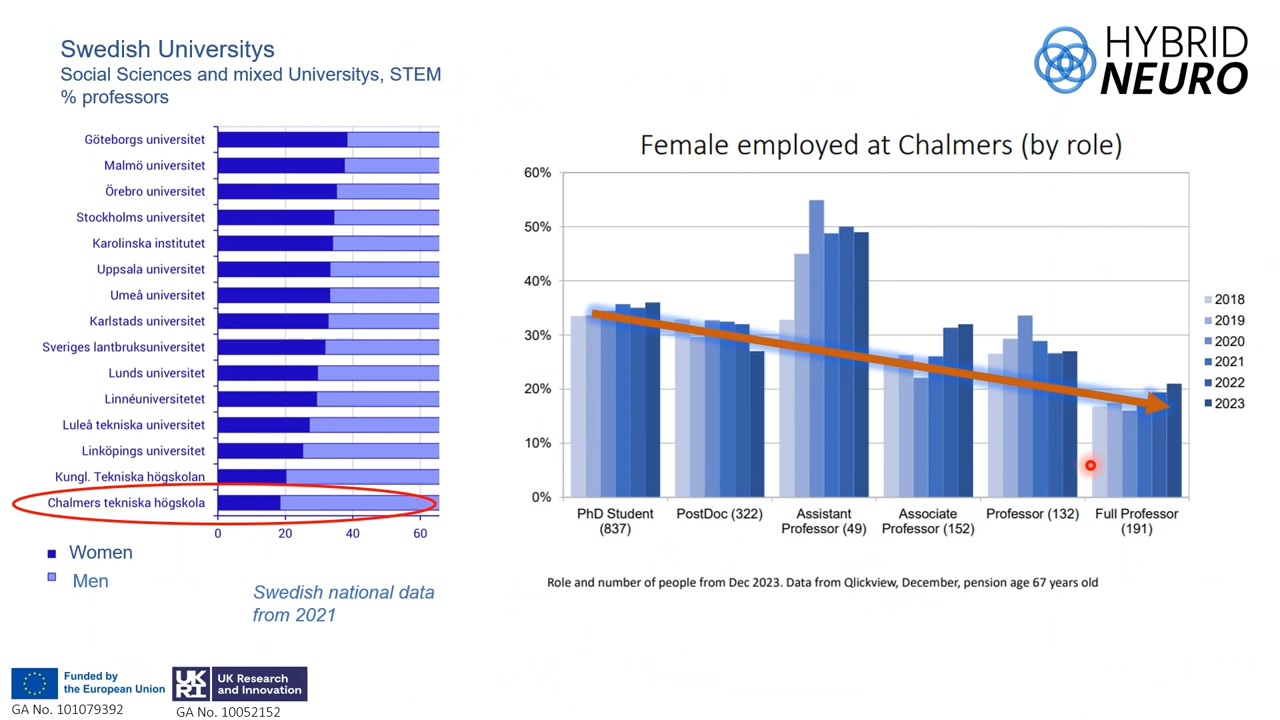 Swedish Universitys
Social Sciences and mixed Universitys, STEM
% professors
Göteborgs universitet
Malmö universitet
Örebro universitet
Stockholms universitet
Karolinska institutet
Uppsala universitet
Umeå universitet
Karlstads universitet
Sveriges lantbruksuniversitet
Lunds universitet
Linnéuniversitetet
Luleå tekniska universitet
Linköpings universitet
Kungl. Tekniska högskolan
Chalmers tekniska högskola
0 20 40 60
Women
Men
Swedish national data
from 2021
HYBRID
NEURO
Female employed at Chalmers (by role)
60%
50%
40%
30%
20%
10%
0%
PhD Student
(837)
PostDoc (322)
Assistant
Professor (49)
Associate
Professor (152)
Professor (132)
Full Professor
(191)
2018
2019
2020
2021
2022
2023
Role and number of people from Dec 2023. Data from Qlickview, December, pension age 67 years old
Funded by
the European Union
GA No. 101079392
UK
RI
UK Research
and Innovation
GA No. 10052152